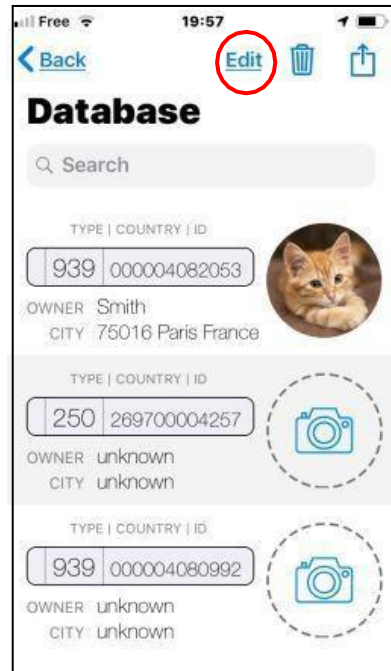 Free 19:57
Back Edit
Database
Search
TYPE | COUNTRY | ID
939 000004082053
OWNER Smith
CITY 75016 Paris France
TYPE | COUNTRY | ID
250 269700004257
OWNER unknown
CITY unknown
TYPE | COUNTRY | ID
939 000004080992
OWNER unknown
CITY unknown